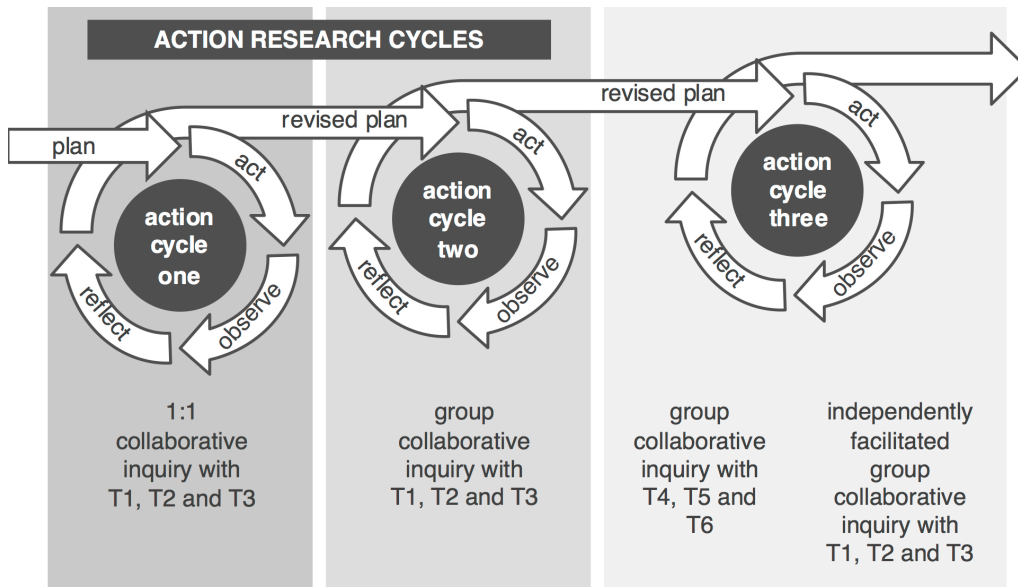 ACTION RESEARCH CYCLES
plan
act
observe
reflect
action
cycle
one
revised plan
act
observe
reflect
action
cycle
two
revised plan
act
observe
reflect
action
cycle
three
1:1
collaborative
inquiry with
T1, T2 and T3
group
collaborative
inquiry with
T1, T2 and T3
group
collaborative
inquiry with
T4, T5 and
T6
independently
facilitated
group
collaborative
inquiry with
T1, T2 and T3